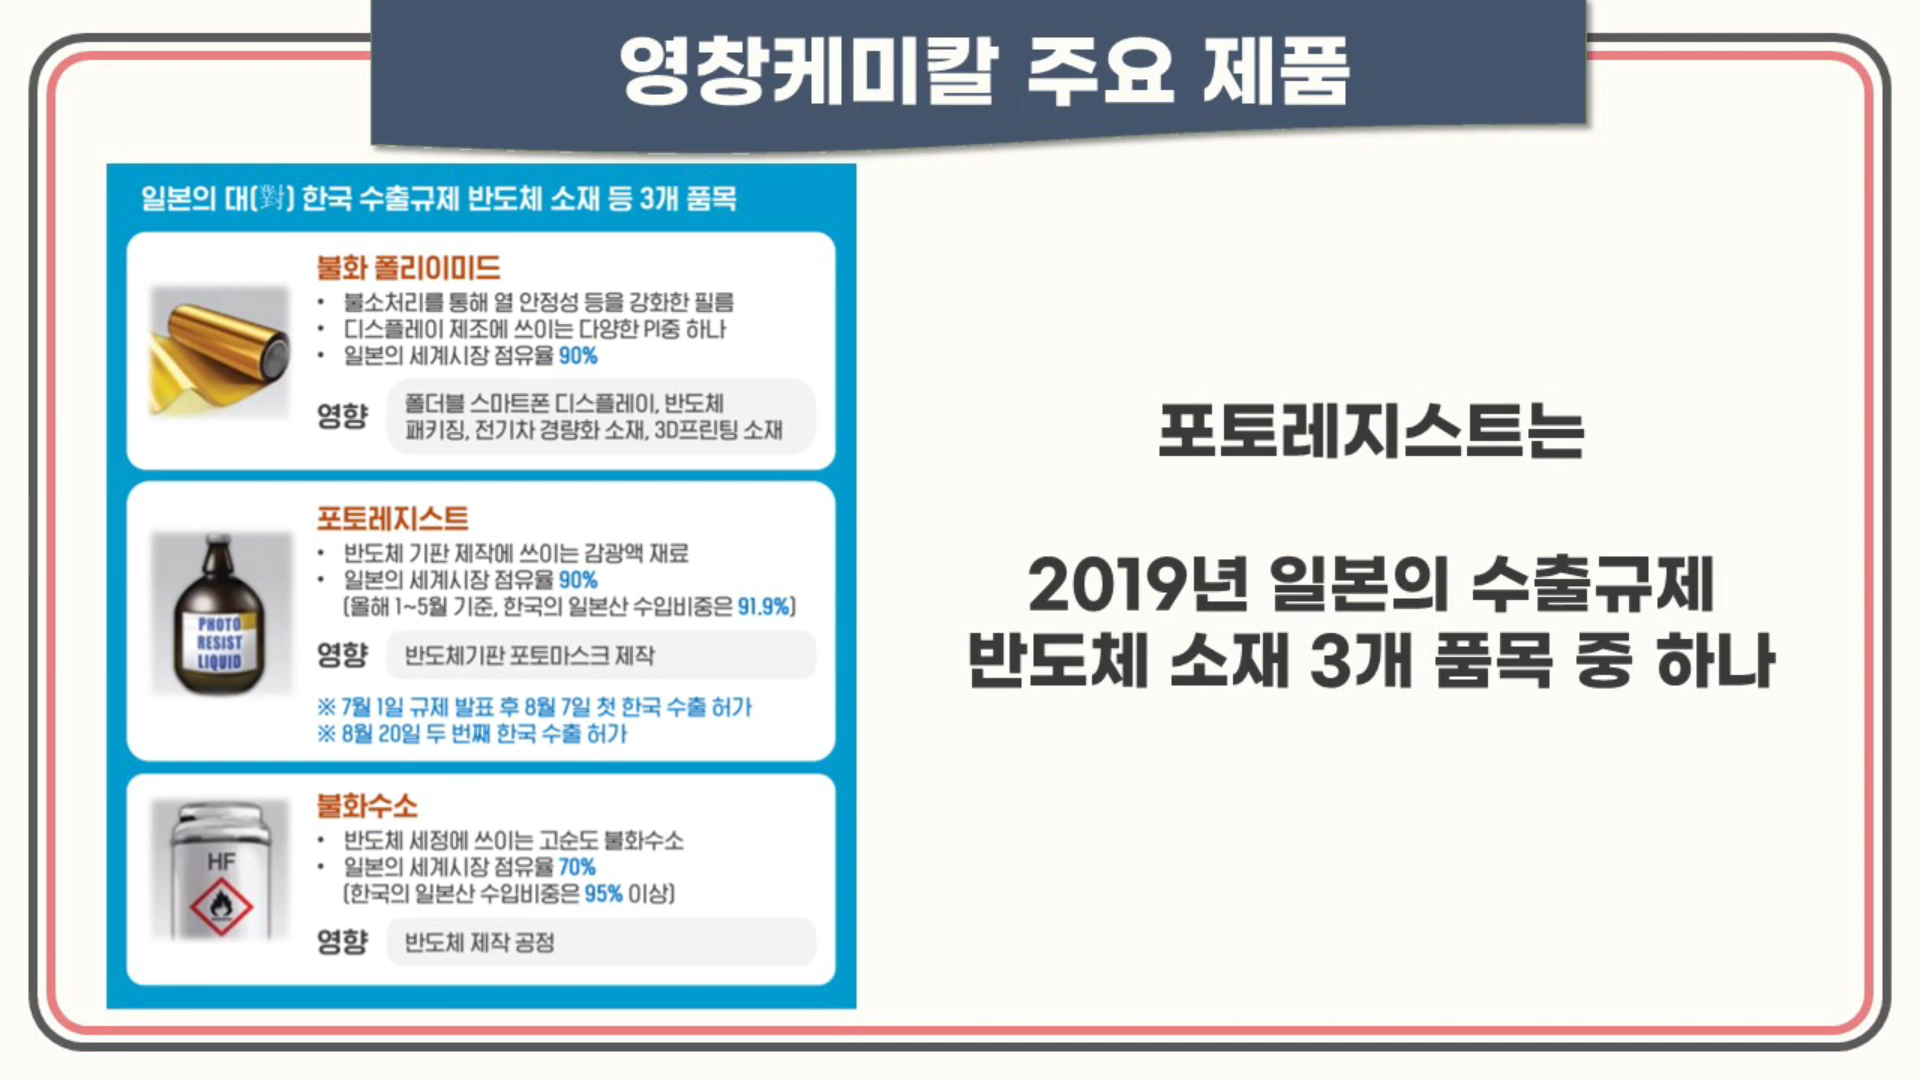 영창케미칼 주요 제품
일본의 대(對) 한국 수출규제 반도체 소재 등 3개 품목
불화 폴리이미드
• 불소처리를 통해 열 안정성 등을 강화한 필름
• 디스플레이 제조에 쓰이는 다양한 PI중 하나
• 일본의 세계시장 점유율 90%
영향
폴더블 스마트폰 디스플레이, 반도체
패키징, 전기차 경량화 소재, 3D프린팅 소재
포토레지스트
• 반도체 기판 제작에 쓰이는 감광액 재료
• 일본의 세계시장 점유율 90%
(올해 1~5월 기준, 한국의 일본산 수입비중은 91.9%)
PHOTO
RESIST
LIQUID
영향
반도체기판 포토마스크 제작
※ 7월 1일 규제 발표 후 8월 7일 첫 한국 수출 허가
※ 8월 20일 두 번째 한국 수출 허가
불화수소
• 반도체 세정에 쓰이는 고순도 불화수소
• 일본의 세계시장 점유율 70%
(한국의 일본산 수입비중은 95% 이상)
HF
영향
반도체 제작 공정
포토레지스트는
2019년 일본의 수출규제
반도체 소재 3개 품목 중 하나